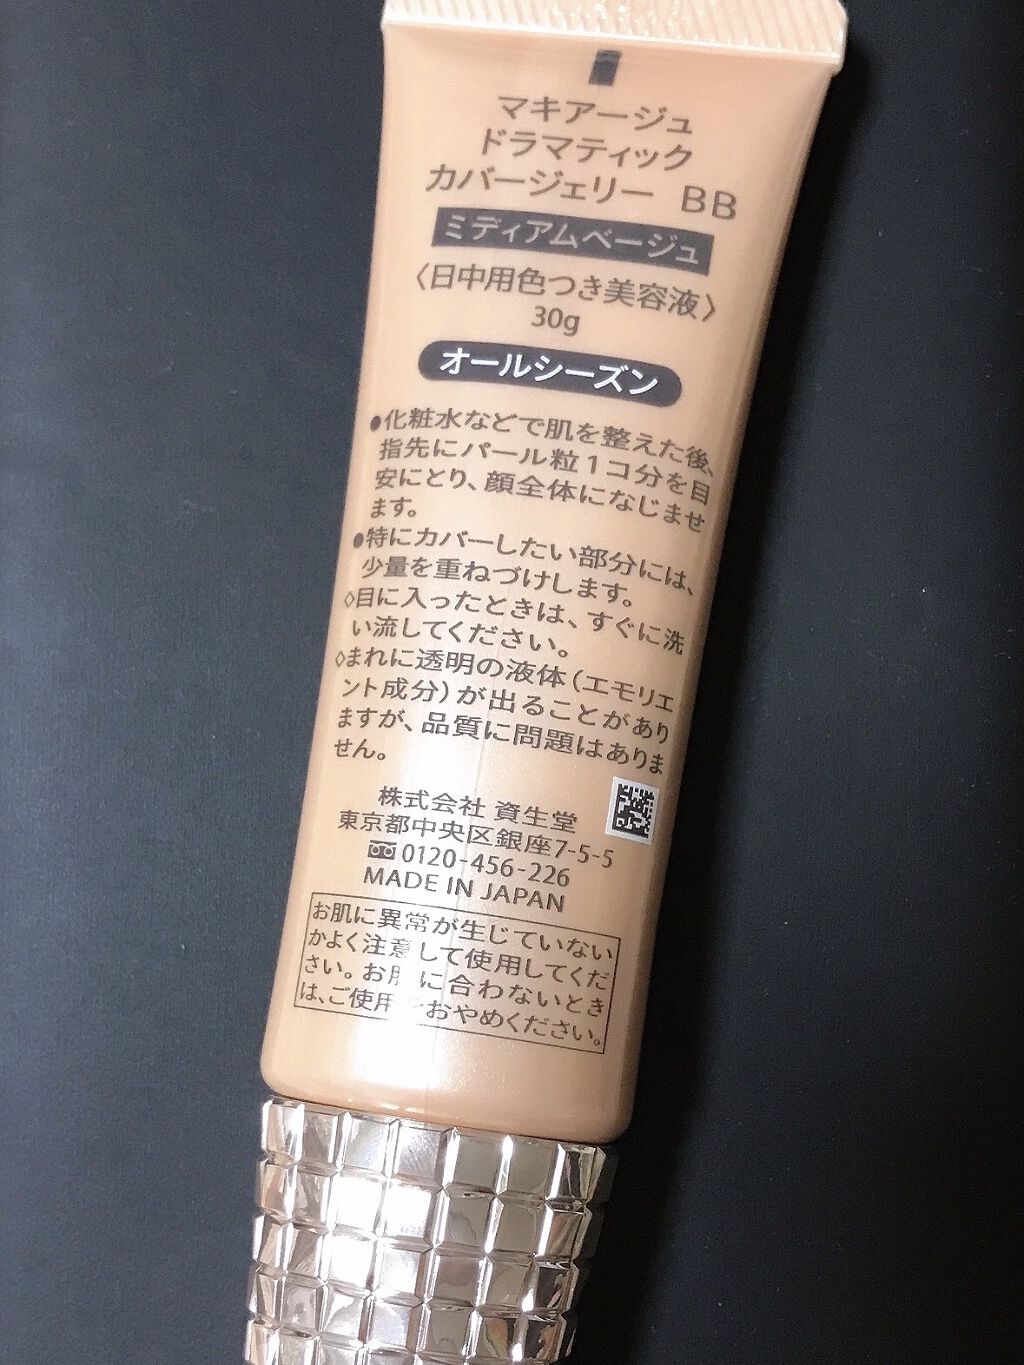 マキアージュ
ドラマティック
カバージェリー BB
ミディアムベージュ
〈日中用色つき美容液〉
30g
オールシーズン
●化粧水などで肌を整えた後、
指先にパール粒1コ分を目
安にとり、顔全体になじませ
ます。
●特にカバーしたい部分には、
少量を重ねづけします。
◇目に入ったときは、すぐに洗
い流してください。
◇まれに透明の液体(エモリエ
ント成分)が出ることがあり
ますが、品質に問題はありま
せん。
株式会社 資生堂
東京都中央区銀座7-5-5
0120-456-226
MADE IN JAPAN
お肌に異常が生じていない
かよく注意して使用してくだ
さい。お肌に合わないとき
は、ご使用をおやめください。